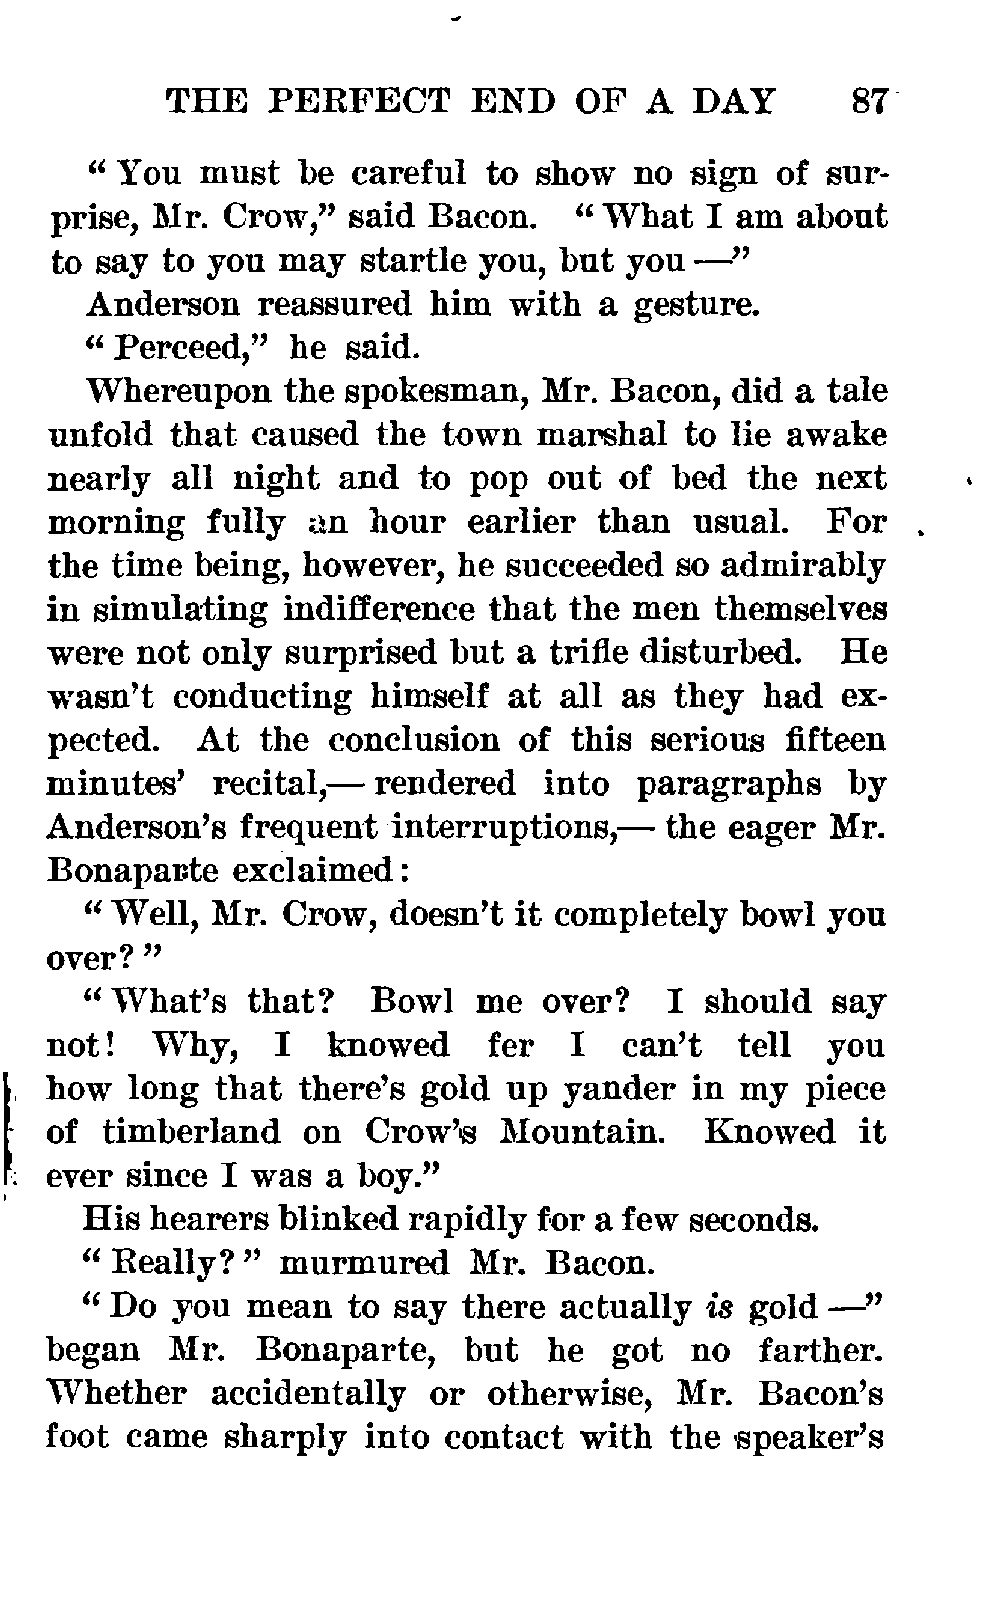 THE PERFECT END OF A DAY 87
“ You must be careful to show no sign of sur-
prise, Mr. Crow,” said Bacon. “ What I am about
to say to you may startle you, but you —”
Anderson reassured him with a gesture.
“ Perceed,” he said.
Whereupon the spokesman, Mr. Bacon, did a tale
unfold that caused the town marshal to lie awake
nearly all night and to pop out of bed the next
morning fully an hour earlier than usual. For
the time being, however, he succeeded so admirably
in simulating indifference that the men themselves
were not only surprised but a trifle disturbed. He
wasn’t conducting himself at all as they had ex-
pected. At the conclusion of this serious fifteen
minutes’ recital,— rendered into paragraphs by
Anderson’s frequent interruptions,— the eager Mr.
Bonaparte exclaimed:
“ Well, Mr. Crow, doesn’t it completely bowl you
over? ”
“ What’s that? Bowl me over? I should say
not! Why, I knowed fer I can’t tell you
how long that there’s gold up yander in my piece
of timberland on Crow’s Mountain. Knowed it
ever since I was a boy.”
His hearers blinked rapidly for a few seconds.
“ Really? ” murmured Mr. Bacon.
“ Do you mean to say there actually is gold —”
began Mr. Bonaparte, but he got no farther.
Whether accidentally or otherwise, Mr. Bacon’s
foot came sharply into contact with the speaker’s